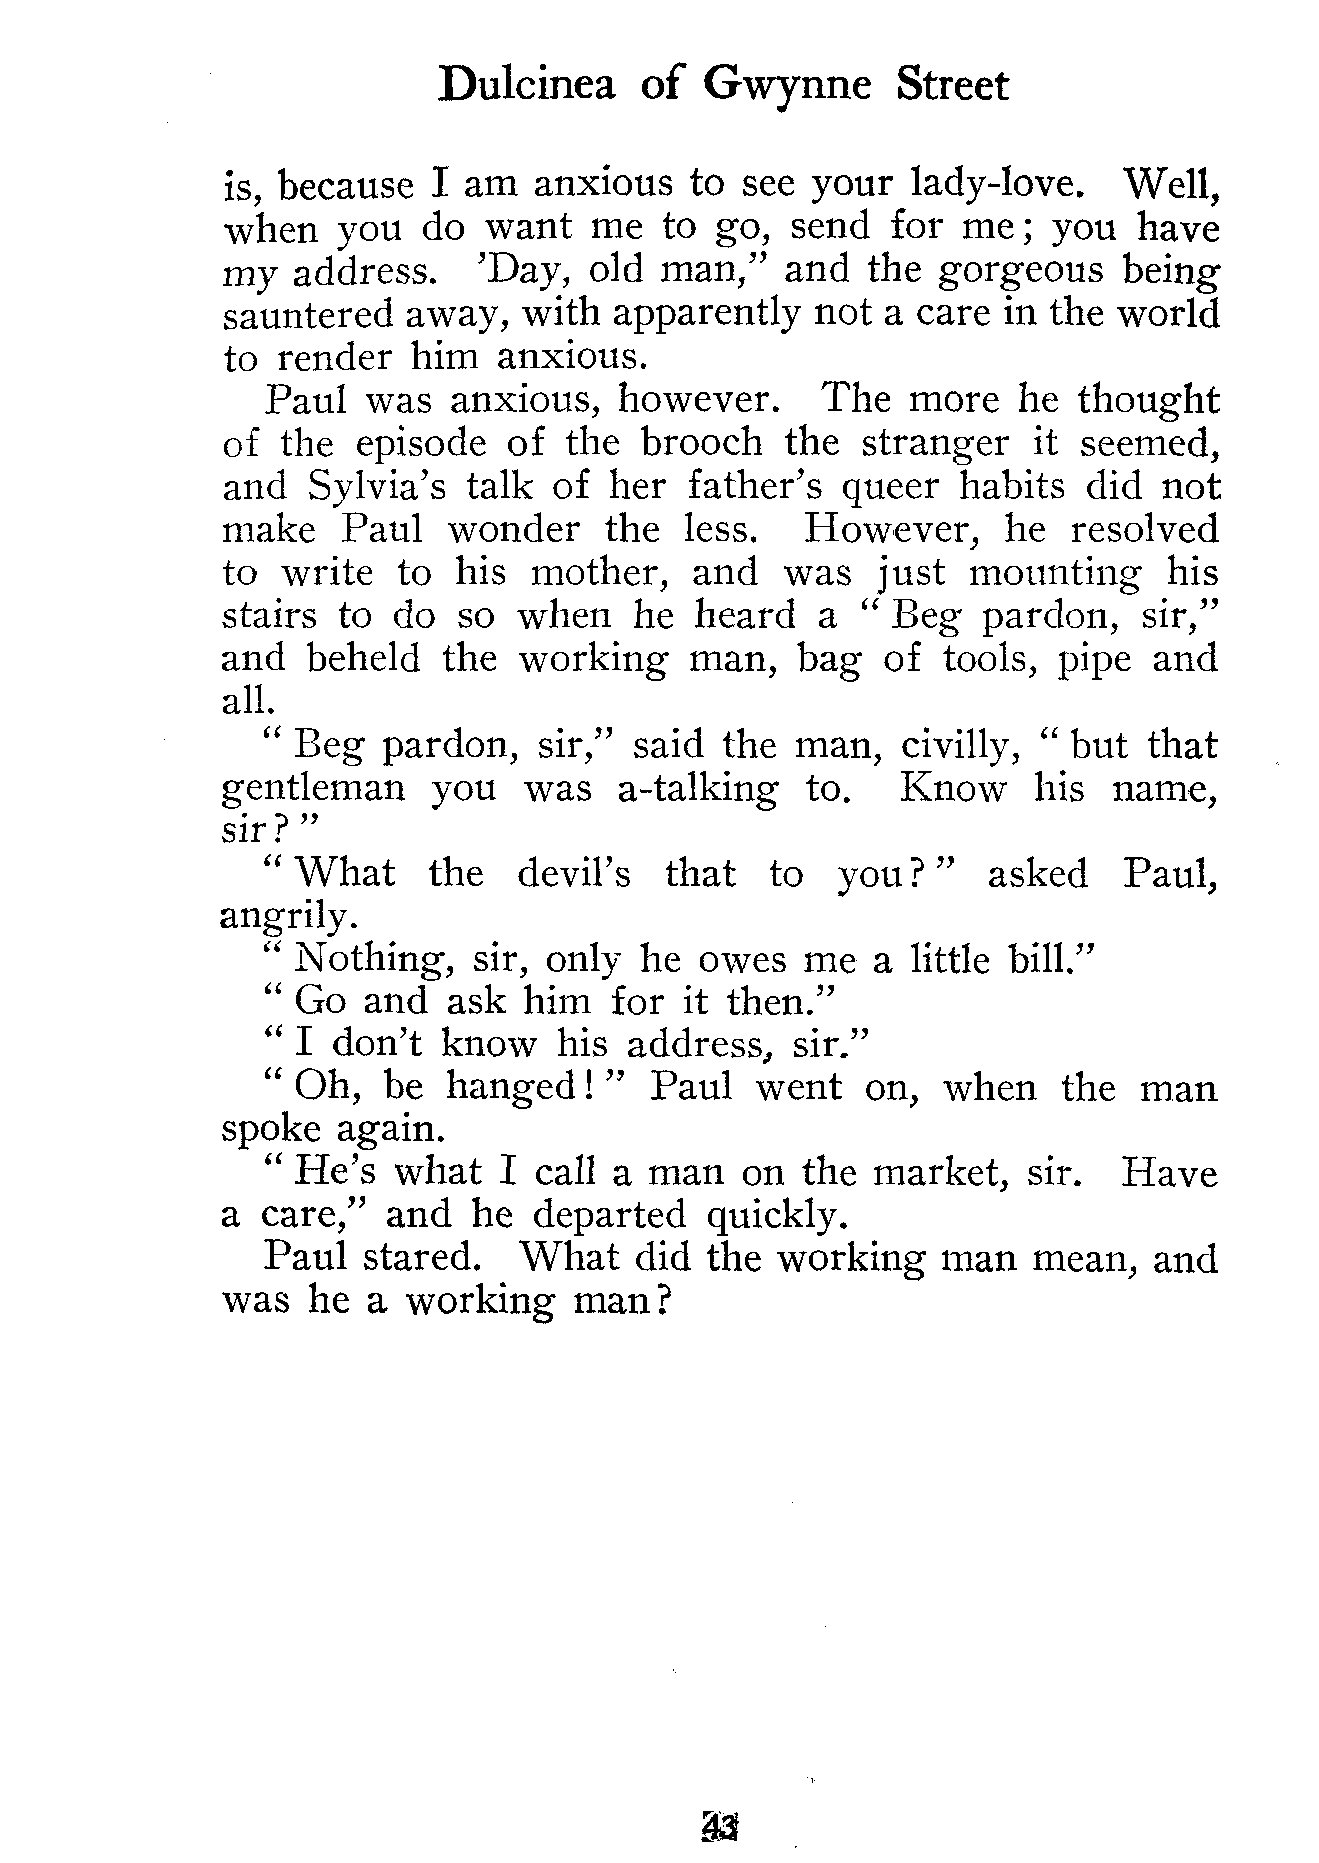 Dulcinea of Gwynne Street
is, because I am anxious to see your lady-love. Well,
when you do want me to go, send for me; you have
my address. ’Day, old man,” and the gorgeous being
sauntered away, with apparently not a care in the world
to render him anxious.
Paul was anxious, however. The more he thought
of the episode of the brooch the stranger it seemed,
and Sylvia’s talk of her father’s queer habits did not
make Paul wonder the less. However, he resolved
to write to his mother, and was just mounting his
stairs to do so when he heard a “ Beg pardon, sir,”
and beheld the working man, bag of tools, pipe and
all.
“ Beg pardon, sir,” said the man, civilly, “ but that
gentleman you was a-talking to. Know his name,
sir? ”
“ What the devil’s that to you? ” asked Paul,
angrily.
“ Nothing, sir, only he owes me a little bill.”
“ Go and ask him for it then.”
“ I don’t know his address, sir.”
“ Oh, be hanged! ” Paul went on, when the man
spoke again.
“ He’s what I call a man on the market, sir. Have
a care,” and he departed quickly.
Paul stared. What did the working man mean, and
was he a working man?
43